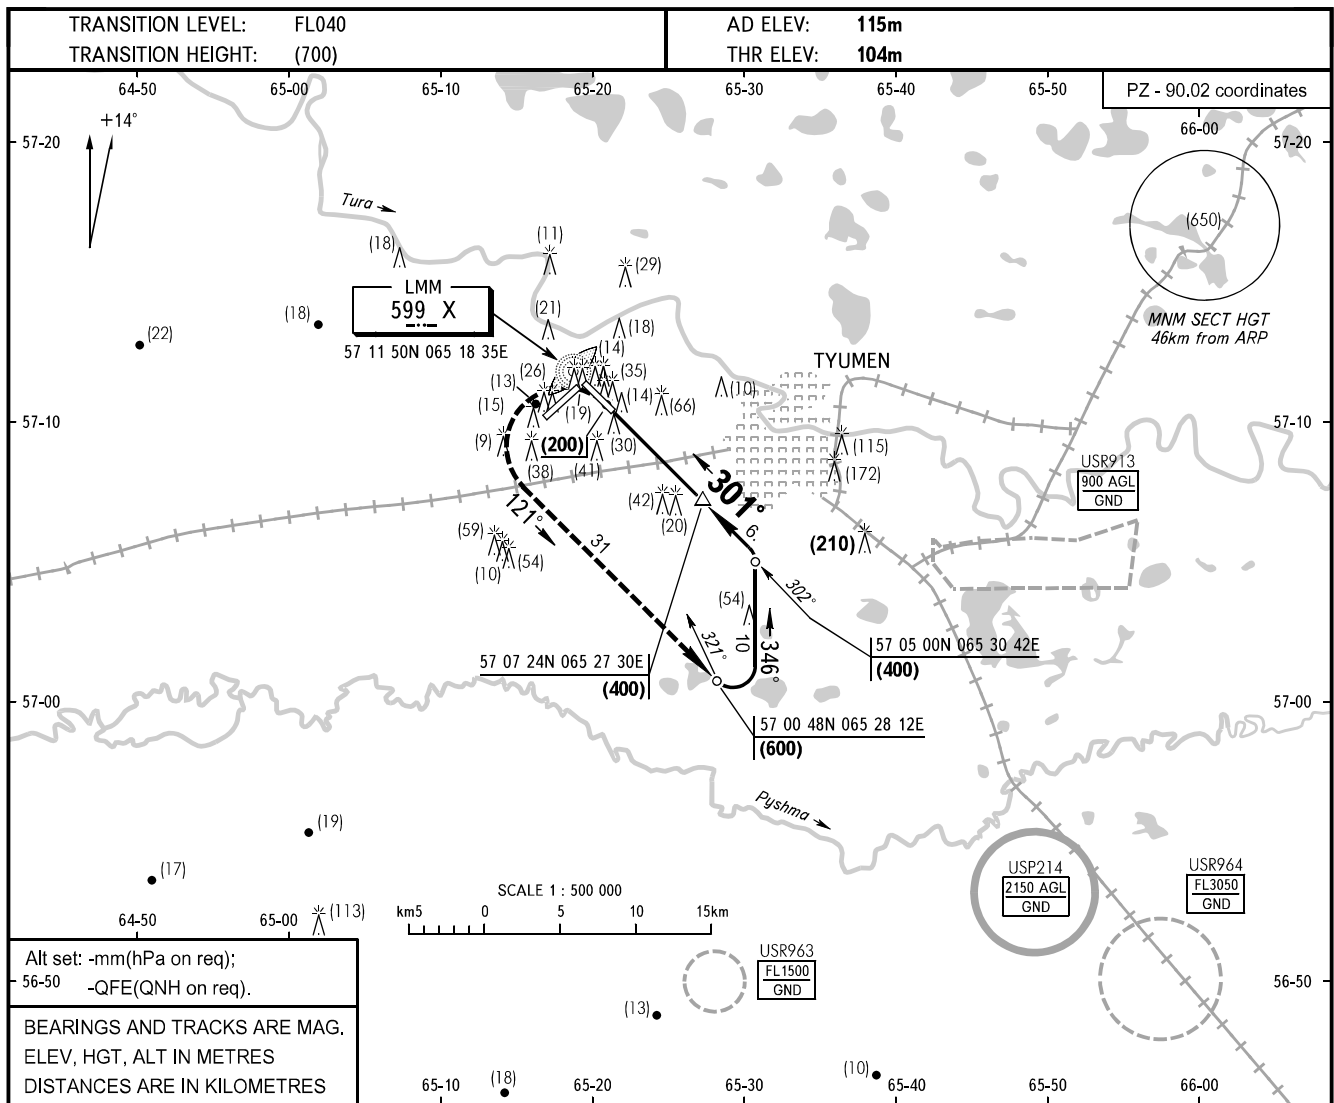 TRANSITION LEVEL: FL040
TRANSITION HEIGHT: (700)
AD ELEV: 115m
THR ELEV: 104m
64-50 65-00 65-10 65-20 65-30 65-40 65-50
PZ - 90.02 coordinates
66-00
+14°
57-20 57-20
Tura
(650)
(18)
(11)
(29)
LMM
599 X
57 11 50N 065 18 35E
MNM SECT HGT
46km from ARP
(22)
(18)
(21)
(18)
(14)
TYUMEN
(26)
(35)
(13)
(14)
(66)
(10)
(15)
(19)
57-10 57-10
(9)
(200)
(30)
(115)
(38)
(41)
(172)
USR913
900 AGL
GND
301°
(42)
(20)
121°
31
6.
(59)
(54)
(10)
(210)
302°
(54)
10
346°
321°
57 05 00N 065 30 42E
(400)
57 07 24N 065 27 30E
(400)
57-00 57-00
57 00 48N 065 28 12E
(600)
Pyshma
(19)
(17)
USP214
2150 AGL
GND
USR964
FL3050
GND
SCALE 1 : 500 000
km5 0 5 10 15km
64-50 65-00
(113)
Alt set: -mm(hPa on req);
-QFE(QNH on req).
56-50 56-50
USR963
FL1500
GND
(13)
BEARINGS AND TRACKS ARE MAG.
ELEV, HGT, ALT IN METRES
DISTANCES ARE IN KILOMETRES
(18)
(10)
65-10 65-20 65-30 65-40 65-50 66-00